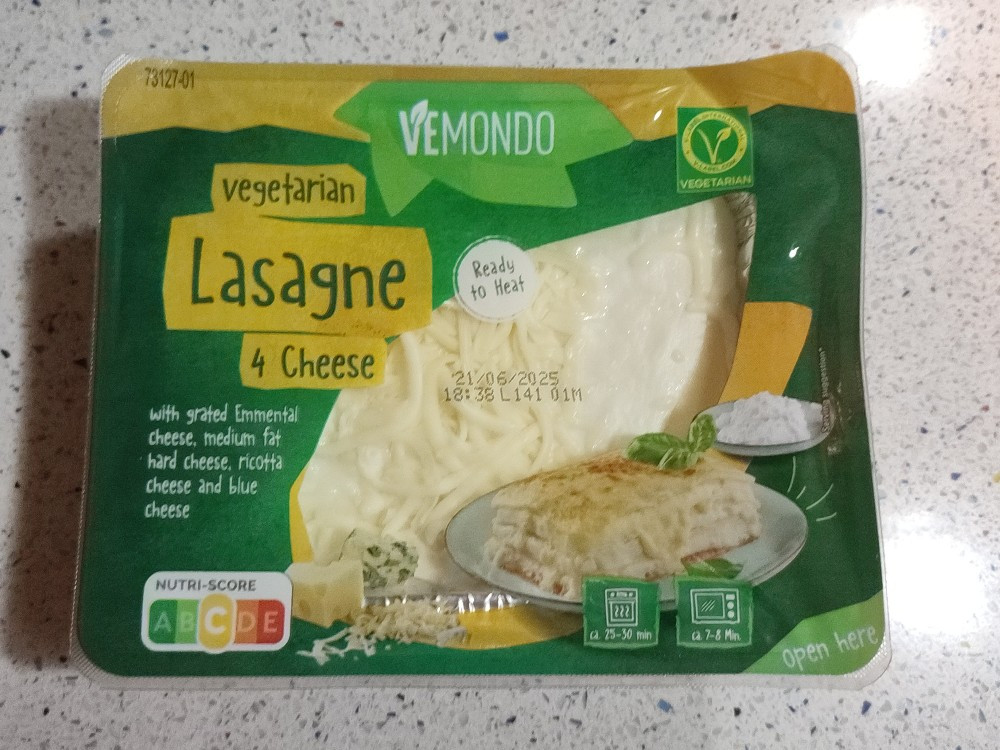 73127-01
VEMONDO
VEGETARIAN
vegetarian
Lasagne
4 Cheese
Ready
to Heat
21/06/2025
18:38 L141 01M
with grated Emmental
cheese, medium fat
hard cheese, ricotta
cheese and blue
cheese
NUTRI-SCORE
A B C D E
ca. 25-30 min
ca. 7-8 Min.
open here